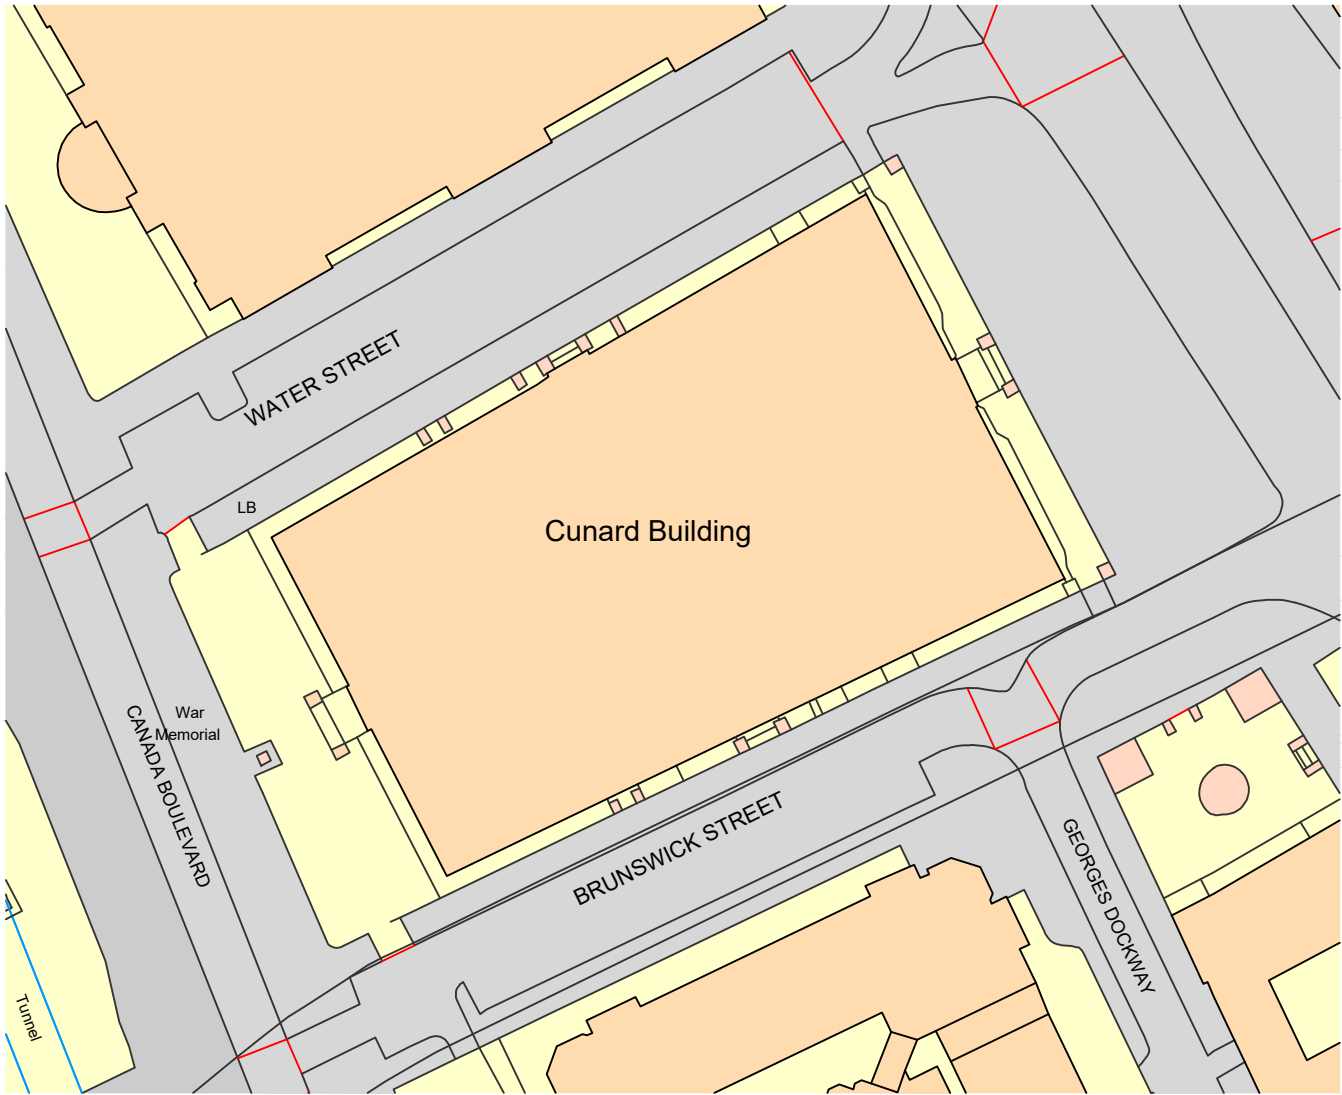 WATER STREET
LB
Cunard Building
War
Memorial
CANADA BOULEVARD
BRUNSWICK STREET
GEORGES DOCKWAY
Tunnel